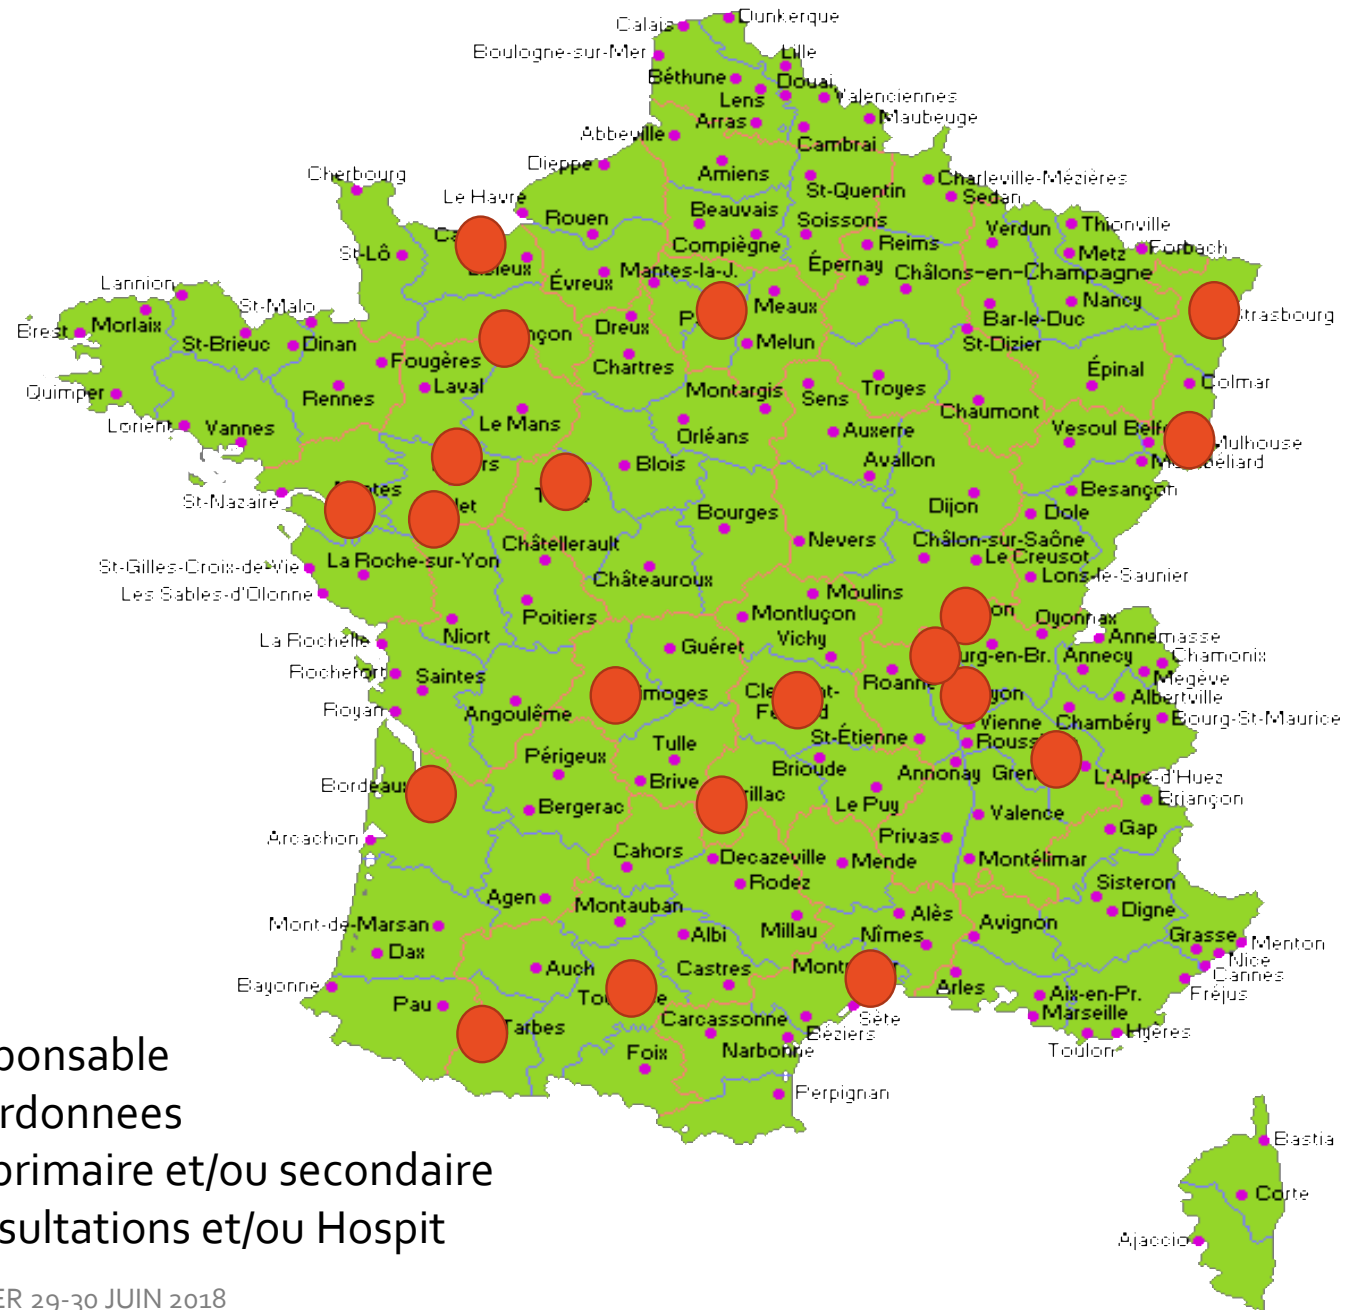 Dunkerque
Calais
Boulogne-sur-Mer
Lille
Béthune
Douai
Lens
Valenciennes
Arras
Maubeuge
Abbeville
Cambrai
Dieppe
Amiens
Cherbourg
St-Quentin
Charleville-Mézières
Le Havre
Sedan
Rouen
Beauvais
Soissons
Verdun
Thionville
Compiègne
Reims
Metz
Forbach
St-Lô
Évreux
Mantes-la-J.
Épernay
Châlons-en-Champagne
Lannion
Meaux
Nancy
St-Malo
Morlaix
Brest
Dreux
Bar-le-Duc
Strasbourg
St-Brieuc
Dinan
Melun
St-Dizier
Fougères
Chartres
Épinal
Laval
Quimper
Rennes
Montargis
Sens
Troyes
Colmar
Chaumont
Le Mans
Lorient
Vannes
Orléans
Auxerre
Vesoul
Mulhouse
Blois
Avallon
St-Nazaire
Besançon
Bourges
Dijon
Dole
Châtellerault
Nevers
Châlon-sur-Saône
La Roche-sur-Yon
Le Creusot
St-Gilles-Croix-de-Vie
Châteauroux
Lons-le-Saunier
Les Sables-d'Olonne
Moulins
Poitiers
Montluçon
Oyonnax
Niort
Vichy
Annemasse
La Rochelle
Guéret
urg-en-Br.
Annecy
Chamonix
Rochefort
Saintes
Roanne
Megève
Albertville
Royan
Angoulême
Vienne
Chambéry
Bourg-St-Maurice
St-Étienne
Tulle
Périgueux
Brioude
Annonay
L'Alpe-d'Huez
Brive
Bordeaux
Bergerac
Le Puy
Briançon
Valence
Gap
Arcachon
Privas
Cahors
Decazeville
Mende
Montélimar
Rodez
Sisteron
Agen
Montauban
Digne
Alès
Mont-de-Marsan
Albi
Millau
Nîmes
Avignon
Grasse
Menton
Dax
Nice
Auch
Castres
Cannes
Bayonne
Arles
Fréjus
Pau
Aix-en-Pr.
Marseille
Tarbes
Carcassonne
Sète
Béziers
Hyères
Foix
Narbonne
Toulon
Perpignan
ponsable
rdonnees
primaire et/ou secondaire
sultations et/ou Hospit
ER 29-30 JUIN 2018
Bastia
Corte
Ajaccio